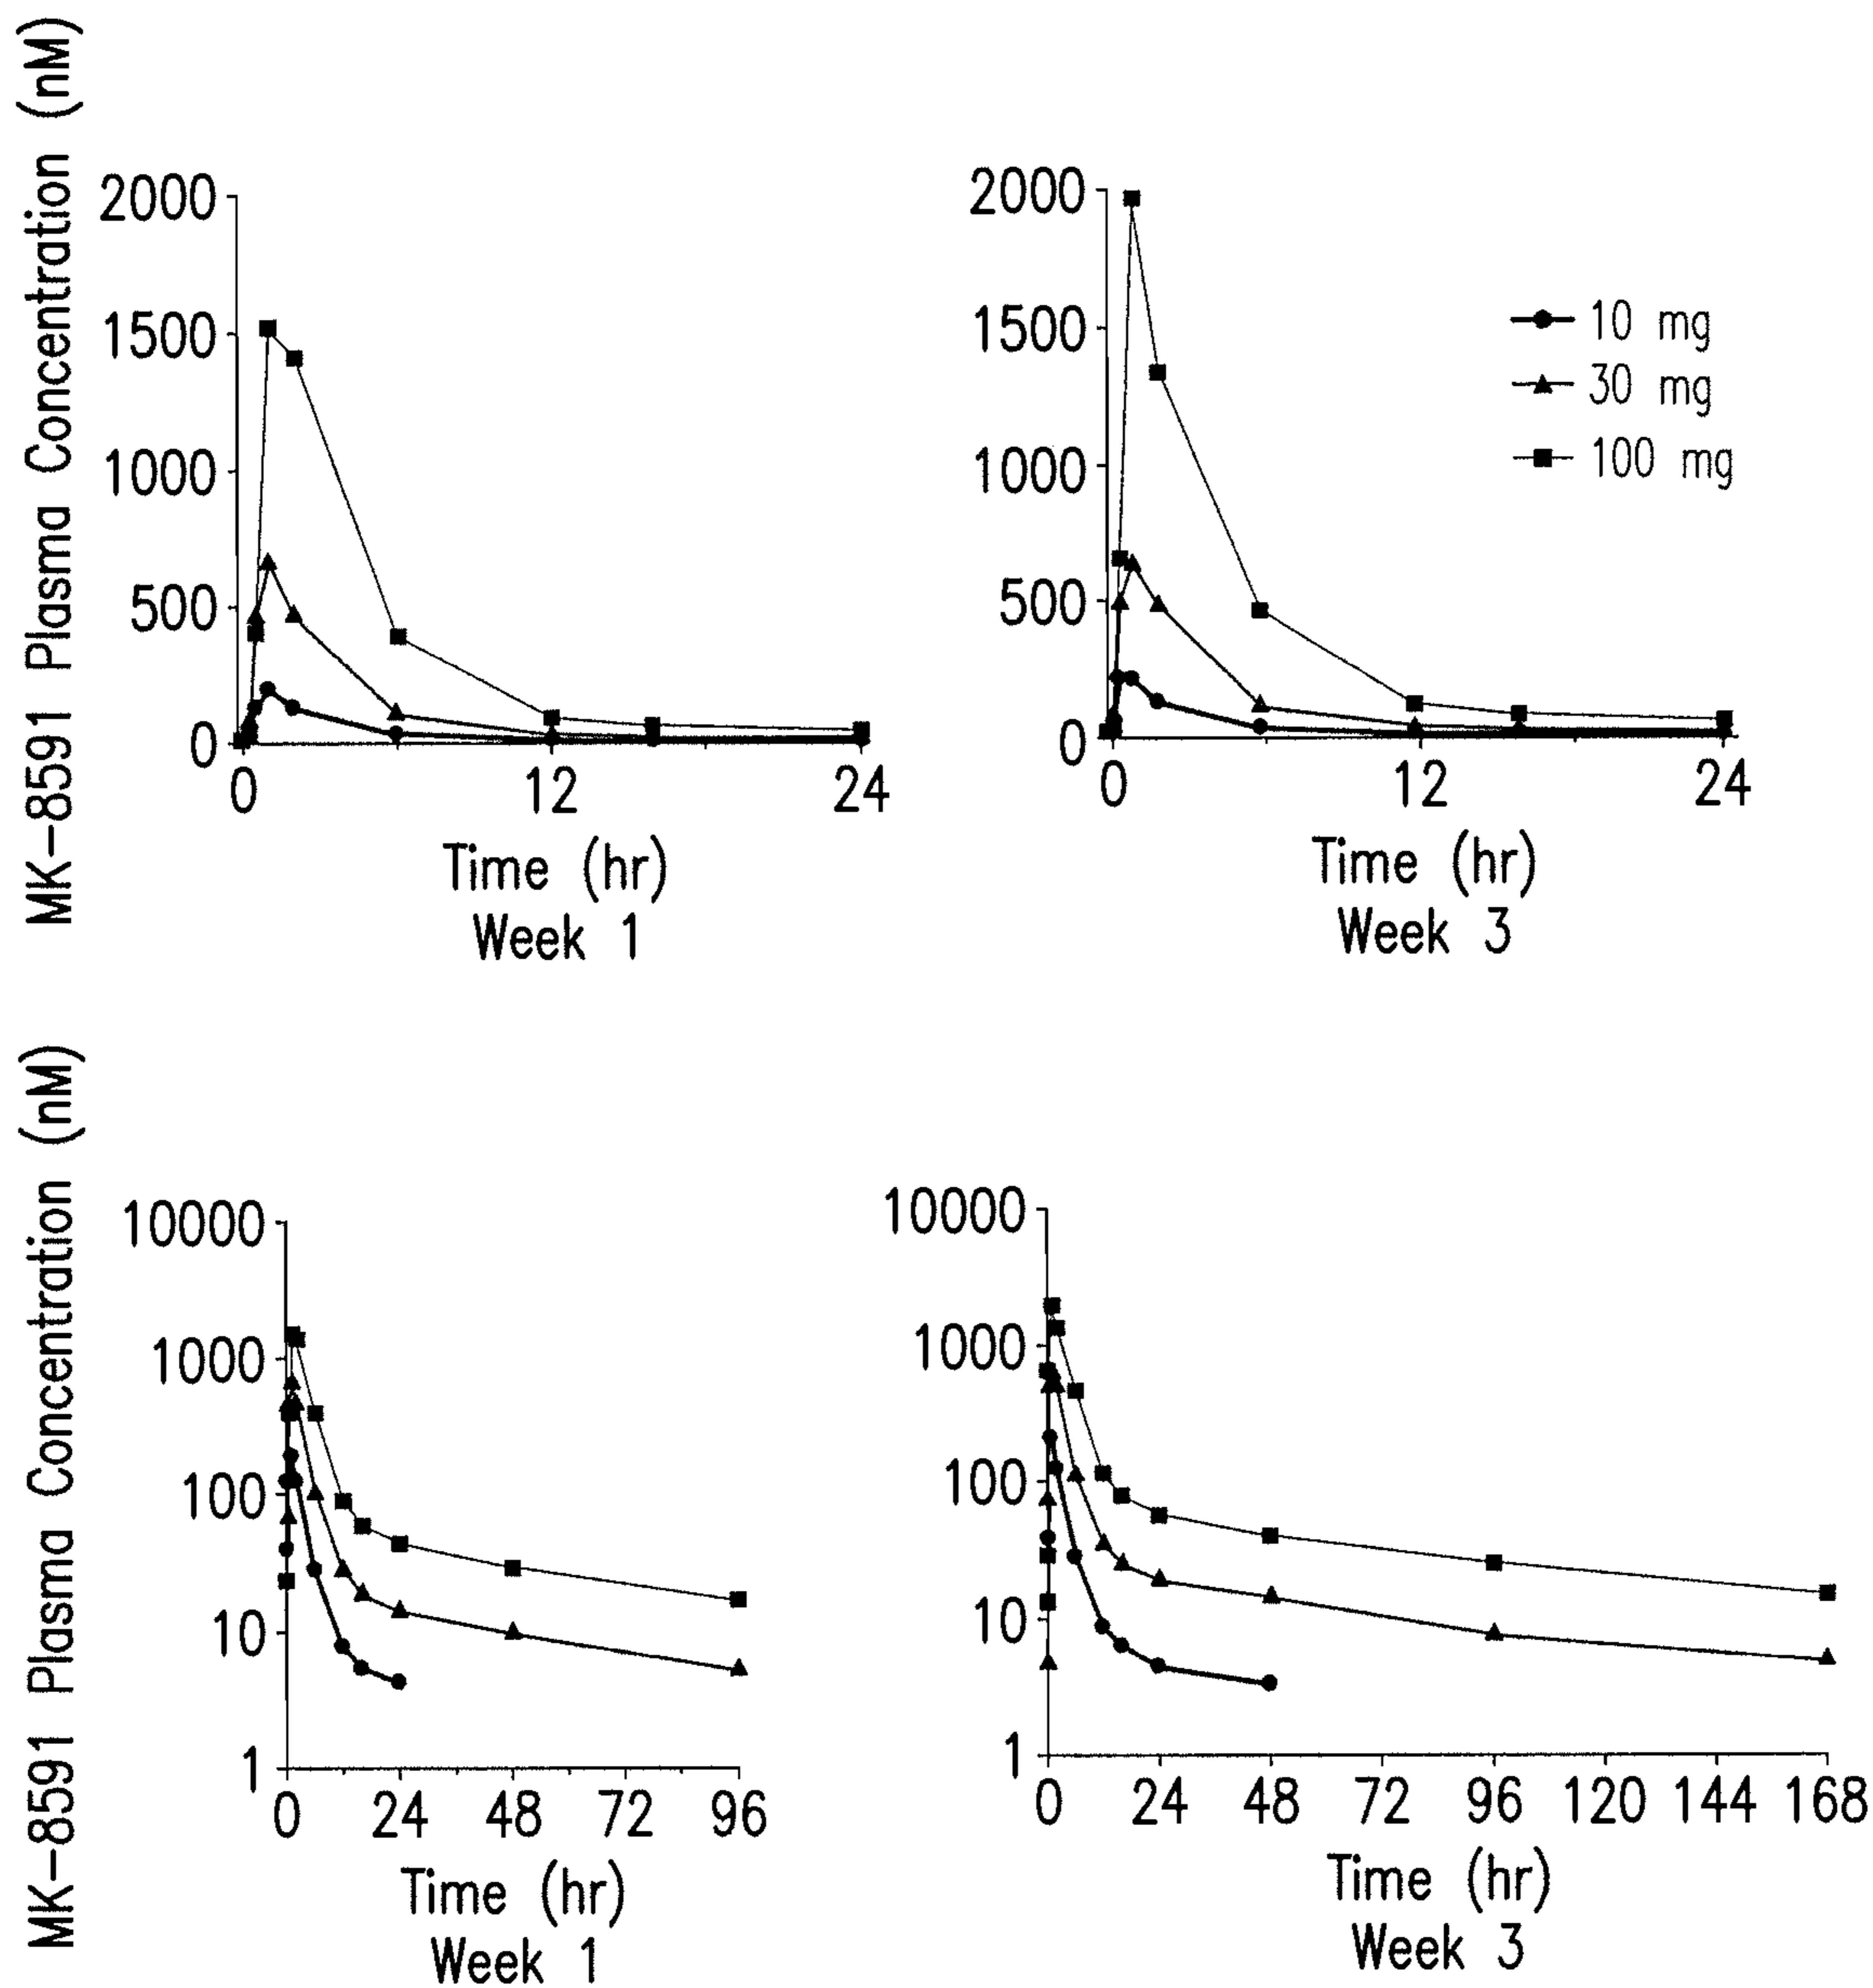 MK-8591 Plasma Concentration (nM)
2000
1500
1000
500
0
0 12 24
Time (hr)
Week 1
2000
1500
1000
500
0
0 12 24
Time (hr)
Week 3
10 mg
30 mg
100 mg
MK-8591 Plasma Concentration (nM)
10000
1000
100
10
1
0 24 48 72 96
Time (hr)
Week 1
10000
1000
100
10
1
0 24 48 72 96 120 144 168
Time (hr)
Week 3